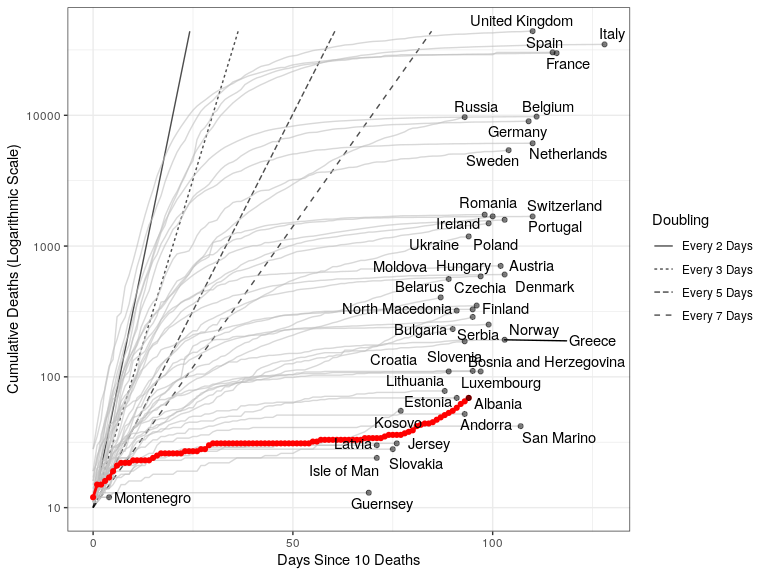 United Kingdom
Italy
Spain
France
Russia
Belgium
Germany
Netherlands
Sweden
Romania
Switzerland
Ireland
Portugal
Ukraine
Poland
Moldova
Hungary
Austria
Belarus
Czechia
Denmark
North Macedonia
Finland
Bulgaria
Serbia
Norway
Greece
Croatia
Slovenia
Bosnia and Herzegovina
Lithuania
Luxembourg
Estonia
Albania
Kosovo
Andorra
San Marino
Latvia
Jersey
Isle of Man
Slovakia
Montenegro
Guernsey
10000
1000
100
10
0
50
100
Days Since 10 Deaths
Cumulative Deaths (Logarithmic Scale)
Doubling
Every 2 Days
Every 3 Days
Every 5 Days
Every 7 Days